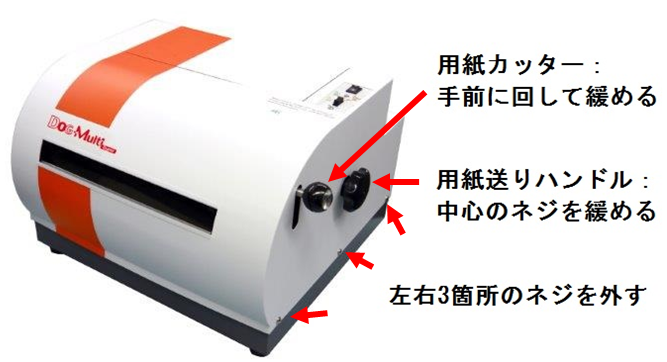 用紙カッター：
手前に回して緩める
Dog-Multi
用紙送りハンドル：
中心のネジを緩める
左右3箇所のネジを外す